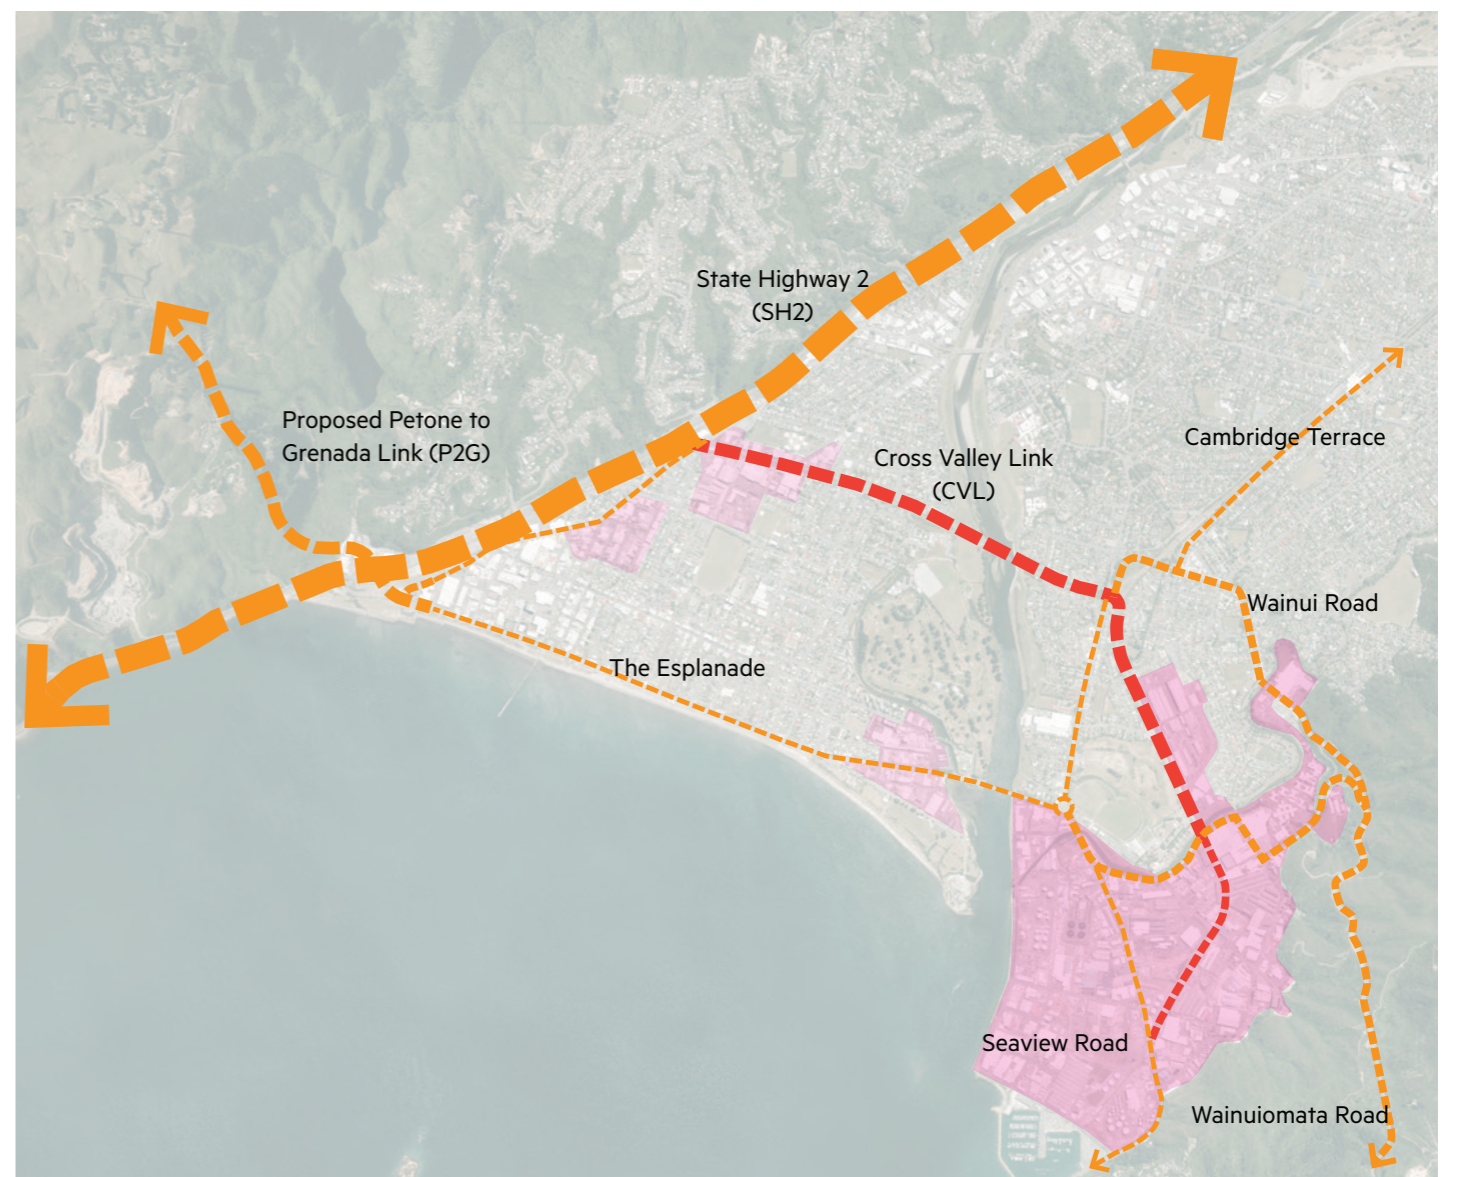 State Highway 2
(SH2)
Proposed Petone to
Grenada Link (P2G)
Cambridge Terrace
Cross Valley Link
(CVL)
Wainui Road
The Esplanade
Seaview Road
Wainuiomata Road